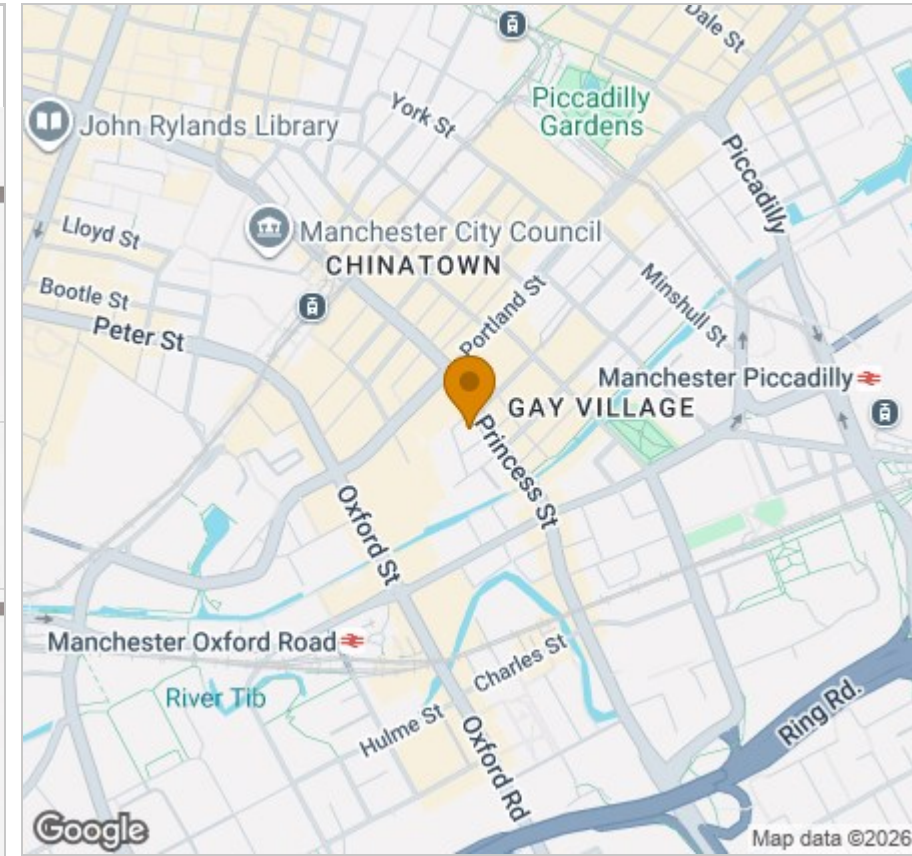 Dale St
Piccadilly
Gardens
York St
John Rylands Library
Piccadilly
Lloyd St
Manchester City Council
CHINATOWN
Minshull St
Bootle St
Peter St
Portland St
Manchester Piccadilly
GAY VILLAGE
Princess St
Oxford St
Manchester Oxford Road
Charles St
River Tib
Hulme St
Ring Rd.
Oxford Rd
Google
Map data ©2026